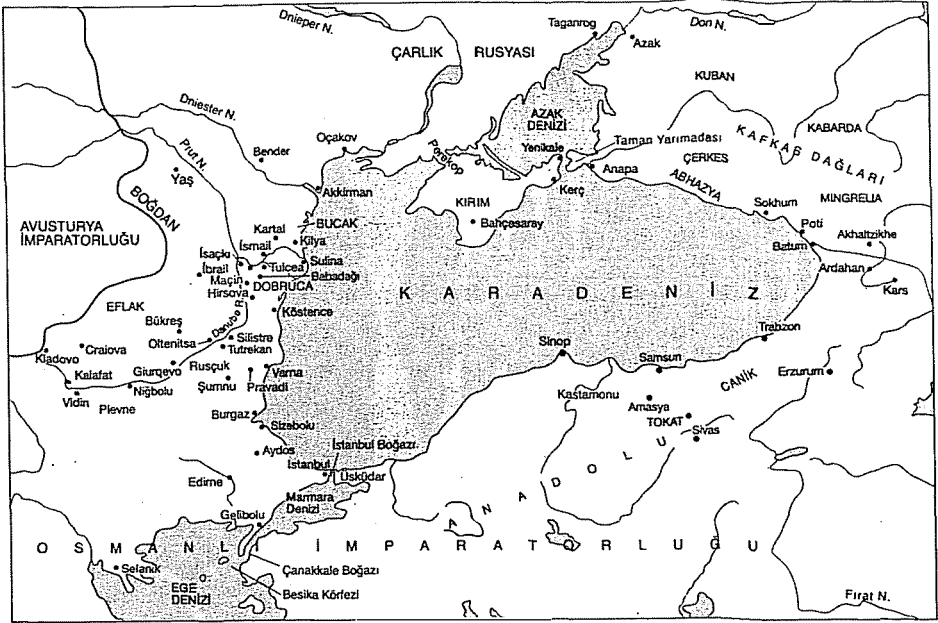 Dnieper N.
Taganrog
Don N.
Azak
ÇARLIK RUSYASI
KUBAN
Dniester N.
AZAK
DENİZİ
Oçakov
Bender
Prut N.
Yaş
Perekop
Yenikale
Taman Yarımadası
KAFKAS DAĞLARI
KABARDA
ÇERKES
Anapa
ABHAZYA
Kerç
Akkirman
KIRIM
Bahçesaray
MINGRELIA
BOĞDAN
AVUSTURYA
İMPARATORLUĞU
BUCAK
Kartal
Kilya
İsmail
Sokhum
Poti
Batum
Akhaltzikhe
İsaçkı
Sulina
Tulcea
İbrail
Babadağı
Maçin
DOBRUCA
Hirsova
Ardahan
Kars
KARADENİZ
EFLAK
Köstence
Bükreş
Danube R.
Oltenitsa
Silistre
Tutrekan
Trabzon
Kladovo
Craiova
Sinop
Samsun
Giurgevo
Rusçuk
Varna
Kalafat
Şumnu
Pravadi
CANİK
Erzurum
Vidin
Niğbolu
Plevne
Kastamonu
Amasya
TOKAT
Sivas
Burgaz
Sizebolu
İstanbul Boğazı
Aydos
İstanbul
Üsküdar
ANADOLU
Edirne
Marmara
Denizi
Gelibolu
OSMANLI İMPARATORLUĞU
Selanik
Çanakkale Boğazı
EGE
DENİZİ
Besika Körfezi
Fırat N.